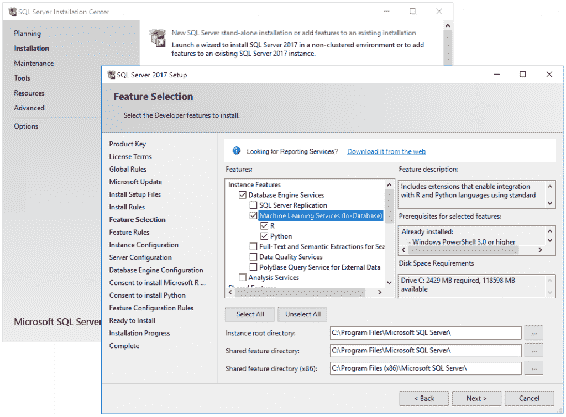 SQL Server Installation Center
Planning
Installation
Maintenance
Tools
Resources
Advanced
Options
Microsoft SQL Server
New SQL Server stand-alone installation or add features to an existing installation
Launch a wizard to install SQL Server 2017 in a non-clustered environment or to add
features to an existing SQL Server 2017 instance.
SQL Server 2017 Setup
Feature Selection
Select the Developer features to install.
Product Key
License Terms
Global Rules
Microsoft Update
Install Setup Files
Install Rules
Feature Selection
Feature Rules
Instance Configuration
Server Configuration
Database Engine Configuration
Consent to install Microsoft R ...
Consent to install Python
Feature Configuration Rules
Ready to Install
Installation Progress
Complete
Looking for Reporting Services? Download it from the web
Features:
Instance Features
Database Engine Services
SQL Server Replication
Machine Learning Services (In-Database)
R
Python
Full-Text and Semantic Extractions for Sea
Data Quality Services
PolyBase Query Service for External Data
Analysis Services
Feature description:
Includes extensions that enable integration
with R and Python languages using standard
Prerequisites for selected features:
Already installed:
- Windows PowerShell 3.0 or higher
Disk Space Requirements
Drive C: 2429 MB required, 118598 MB
available
Select All
Unselect All
Instance root directory:
C:\Program Files\Microsoft SQL Server\
...
Shared feature directory:
C:\Program Files\Microsoft SQL Server\
...
Shared feature directory (x86):
C:\Program Files (x86)\Microsoft SQL Server\
...
< Back
Next >
Cancel